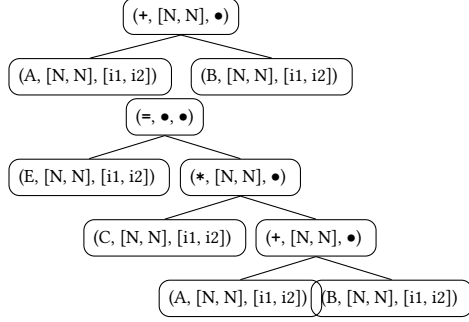 (+, [N, N], •)
(A, [N, N], [i1, i2]) (B, [N, N], [i1, i2])
(=, •, •)
(E, [N, N], [i1, i2]) (*, [N, N], •)
(C, [N, N], [i1, i2]) (+, [N, N], •)
(A, [N, N], [i1, i2]) (B, [N, N], [i1, i2])